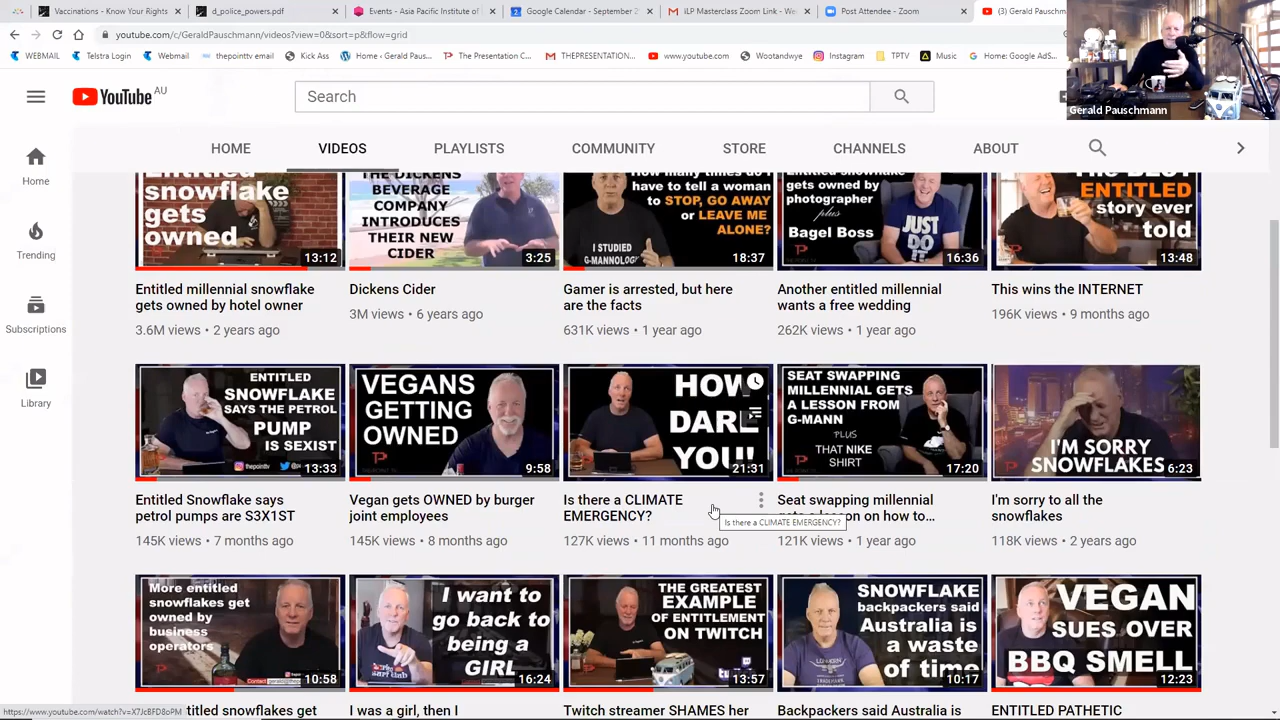 Vaccinations - Know Your Rights
d_police_powers.pdf
Events - Asia Pacific Institute of
Google Calendar - September 2
iLP Masterclass Zoom Link - We
Post Attendee - Zoom
(3) Gerald Pauschm
youtube.com/c/GeraldPauschmann/videos?view=0&sort=p&flow=grid
WEBMAIL
Telstra Login
Webmail
thepointtv email
Kick Ass
Home - Gerald Paus...
The Presentation C...
THEPRESENTATION...
www.youtube.com
Wootandwye
Instagram
TPTV
Music
Home: Google AdS...
Gerald Pauschmann
YouTube AU
Search
HOME
VIDEOS
PLAYLISTS
COMMUNITY
STORE
CHANNELS
ABOUT
Home
Trending
Subscriptions
Library
Entitled
snowflake
gets
owned
13:12
Entitled millennial snowflake
gets owned by hotel owner
3.6M views • 2 years ago
THE DICKENS
BEVERAGE
COMPANY
INTRODUCES
THEIR NEW
CIDER
3:25
Dickens Cider
3M views • 6 years ago
How many times do I
have to tell a woman
to STOP, GO AWAY
or LEAVE ME
ALONE?
I STUDIED
G-MANNOLOGY
18:37
Gamer is arrested, but here
are the facts
631K views • 1 year ago
Entitled snowflake
gets owned by
photographer
plus
Bagel Boss
JUST
DO
IT
16:36
Another entitled millennial
wants a free wedding
262K views • 1 year ago
THE BEST
ENTITLED
story ever
told
13:48
This wins the INTERNET
196K views • 9 months ago
ENTITLED
SNOWFLAKE
SAYS THE PETROL
PUMP
IS SEXIST
thepointtv
13:33
Entitled Snowflake says
petrol pumps are S3X1ST
145K views • 7 months ago
VEGANS
GETTING
OWNED
9:58
Vegan gets OWNED by burger
joint employees
145K views • 8 months ago
HOW
DARE
YOU!
21:31
Is there a CLIMATE
EMERGENCY?
127K views • 11 months ago
SEAT SWAPPING
MILLENNIAL GETS
A LESSON FROM
G-MANN
PLUS
THAT NIKE
SHIRT
17:20
Seat swapping millennial
gets a lesson on how to...
Is there a CLIMATE EMERGENCY?
121K views • 1 year ago
I'M SORRY
SNOWFLAKES
6:23
I'm sorry to all the
snowflakes
118K views • 2 years ago
More entitled
snowflakes get
owned by
business
operators
10:58
titled snowflakes get
I want to
go back to
being a
GIRL
16:24
I was a girl, then I
THE GREATEST
EXAMPLE
OF ENTITLEMENT
ON TWITCH
13:57
Twitch streamer SHAMES her
SNOWFLAKE
backpackers said
Australia is
a waste
of time
10:17
Backpackers said Australia is
VEGAN
SUES OVER
BBQ SMELL
12:23
ENTITLED PATHETIC
https://www.youtube.com/watch?v=X7JcBFD8oPM